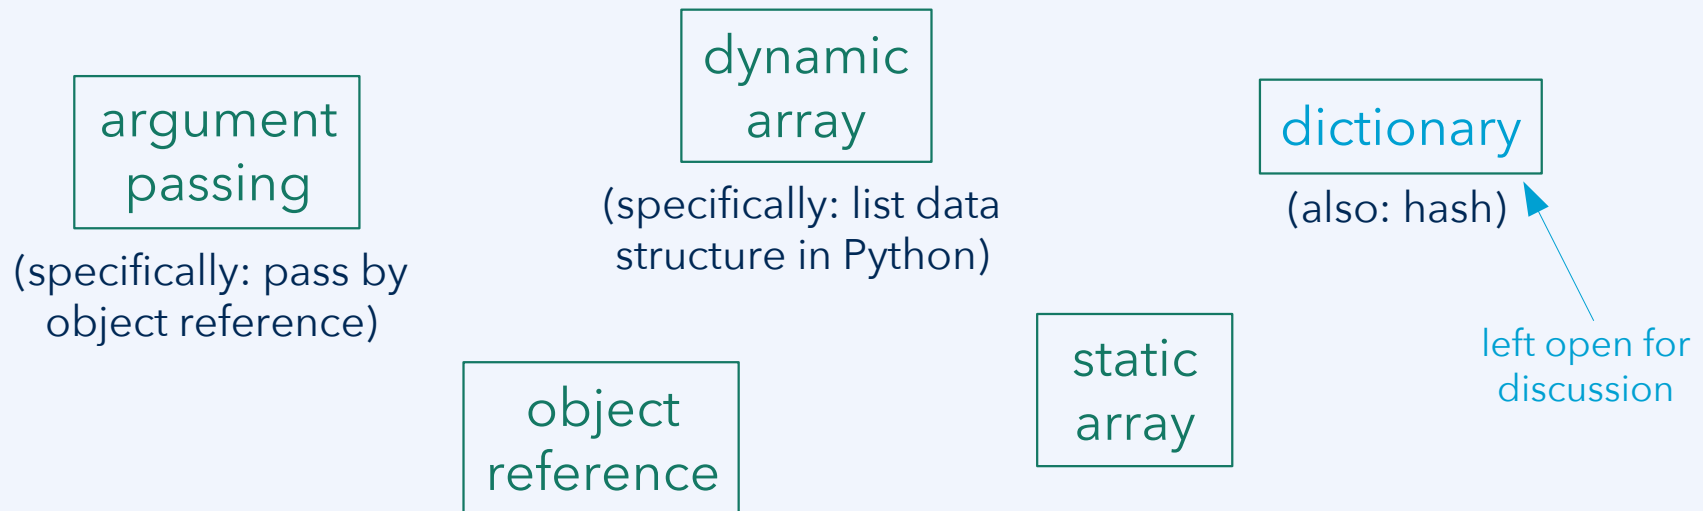 argument
passing
(specifically: pass by
object reference)
dynamic
array
(specifically: list data
structure in Python)
dictionary
(also: hash)
left open for
discussion
object
reference
static
array